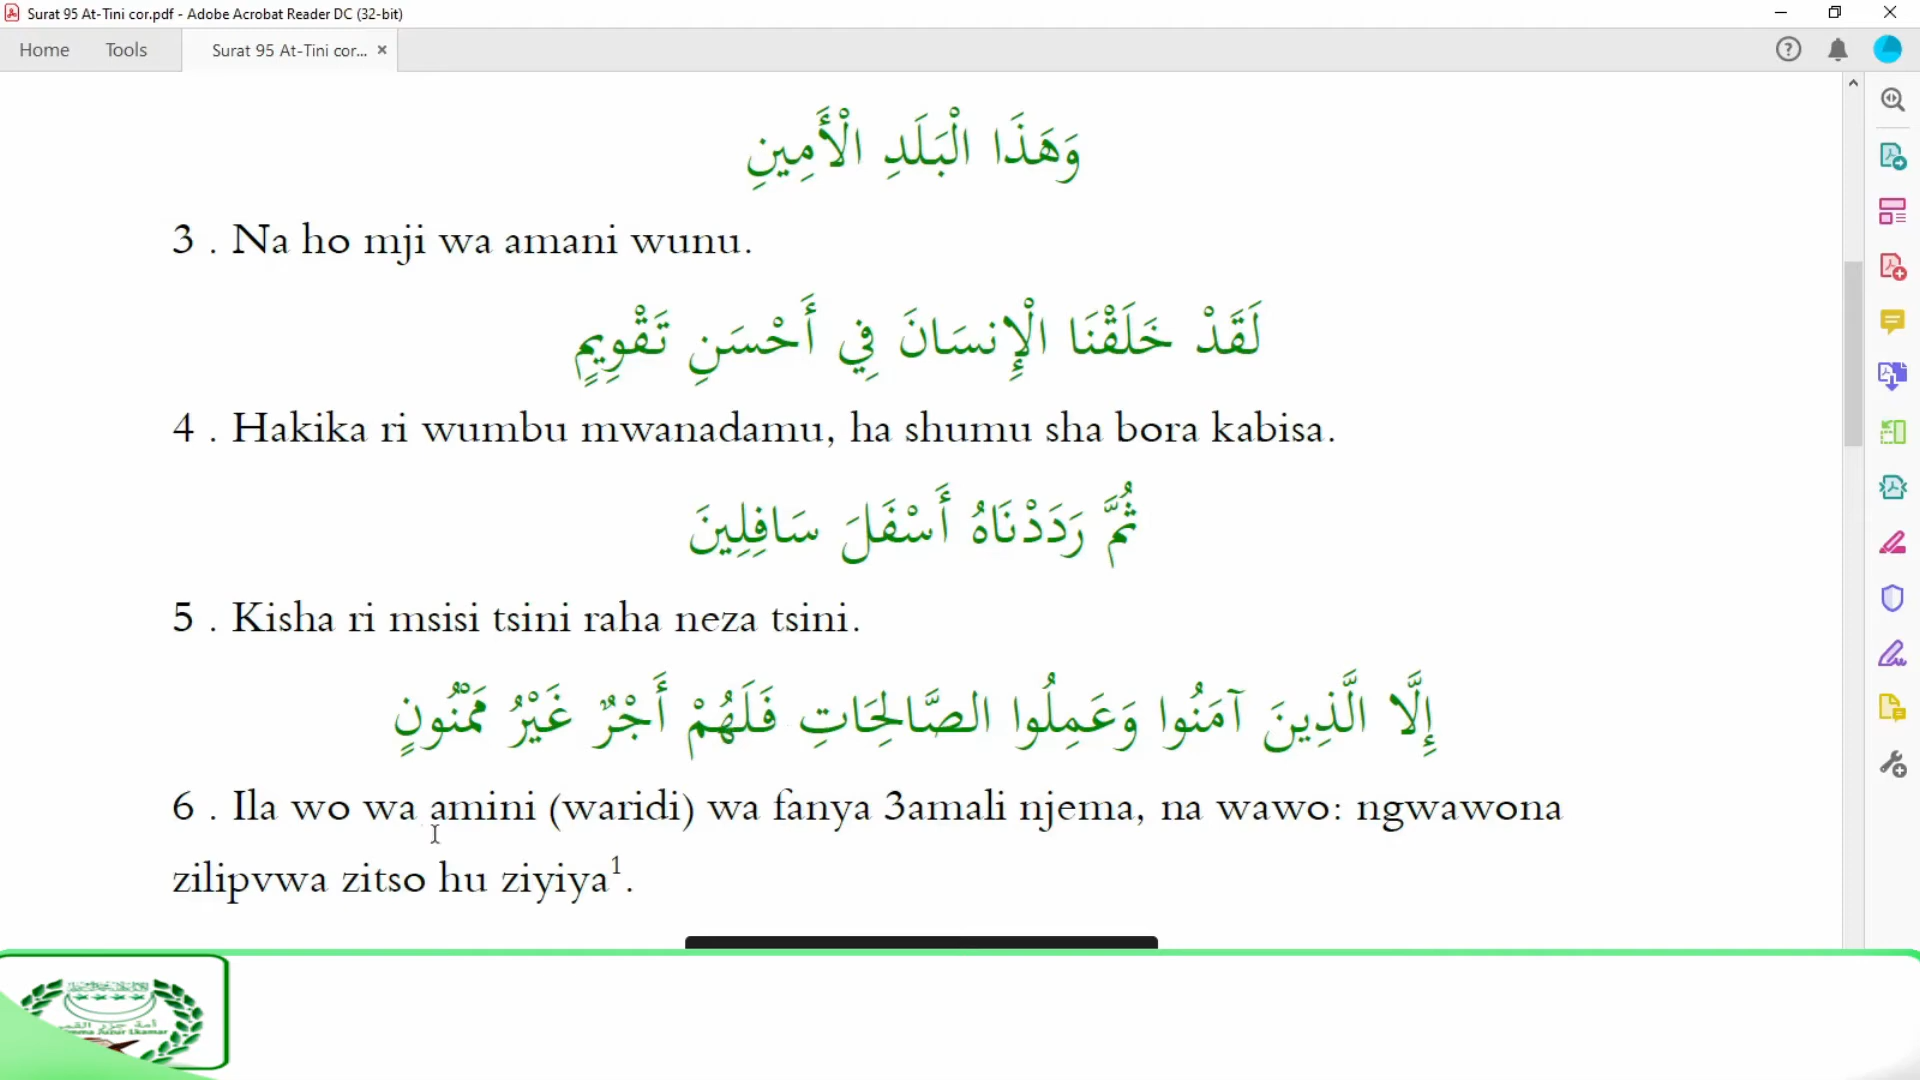 Surat 95 At-Tini cor.pdf - Adobe Acrobat Reader DC (32-bit)
Home Tools Surat 95 At-Tini cor...
وَهَذَا الْبَلَدِ الْأَمِينِ
3 . Na ho mji wa amani wunu.
لَقَدْ خَلَقْنَا الْإِنسَانَ فِي أَحْسَنِ تَقْوِيمٍ
4 . Hakika ri wumbu mwanadamu, ha shumu sha bora kabisa.
ثُمَّ رَدَدْنَاهُ أَسْفَلَ سَافِلِينَ
5 . Kisha ri msisi tsini raha neza tsini.
إِلَّا الَّذِينَ آمَنُوا وَعَمِلُوا الصَّالِحَاتِ فَلَهُمْ أَجْرٌ غَيْرُ مَمْنُونٍ
6 . Ila wo wa amini (waridi) wa fanya 3amali njema, na wawo: ngwawona
zilipvwa zitso hu ziyiya¹.
أمة جزر القمر